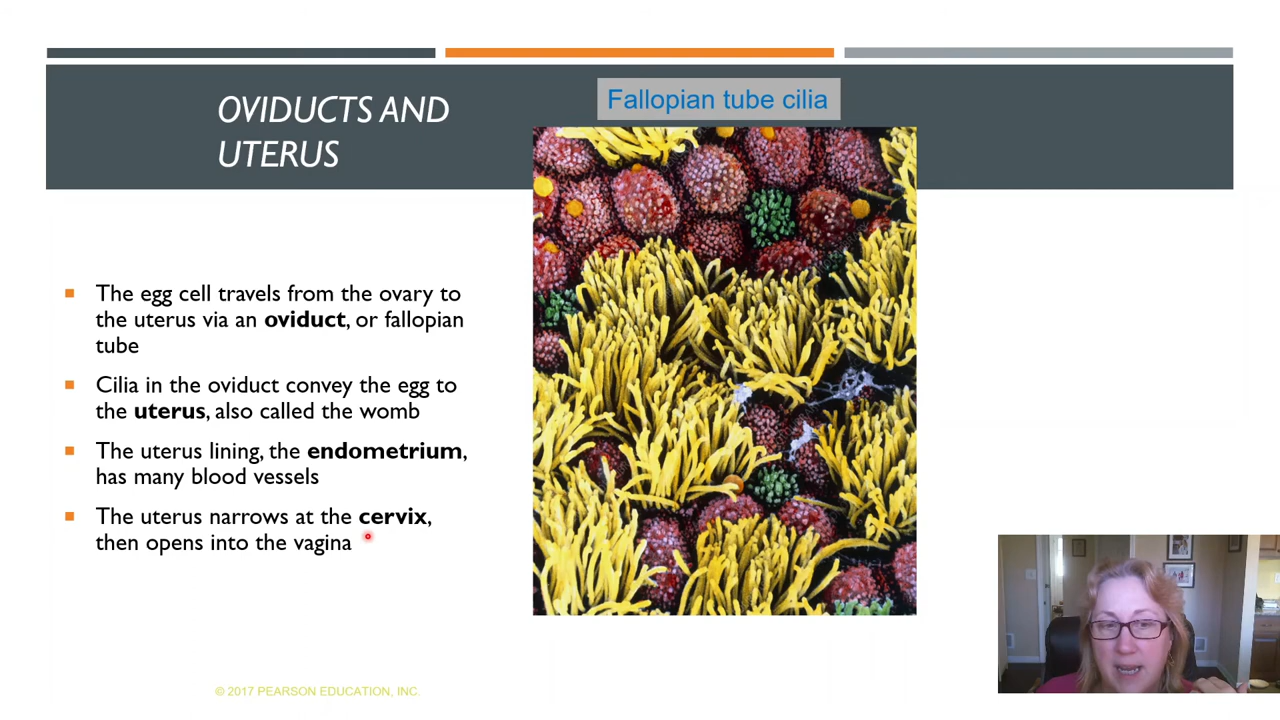 OVIDUCTS AND
UTERUS
Fallopian tube cilia
The egg cell travels from the ovary to
the uterus via an oviduct, or fallopian
tube
Cilia in the oviduct convey the egg to
the uterus, also called the womb
The uterus lining, the endometrium,
has many blood vessels
The uterus narrows at the cervix,
then opens into the vagina
© 2017 PEARSON EDUCATION, INC.